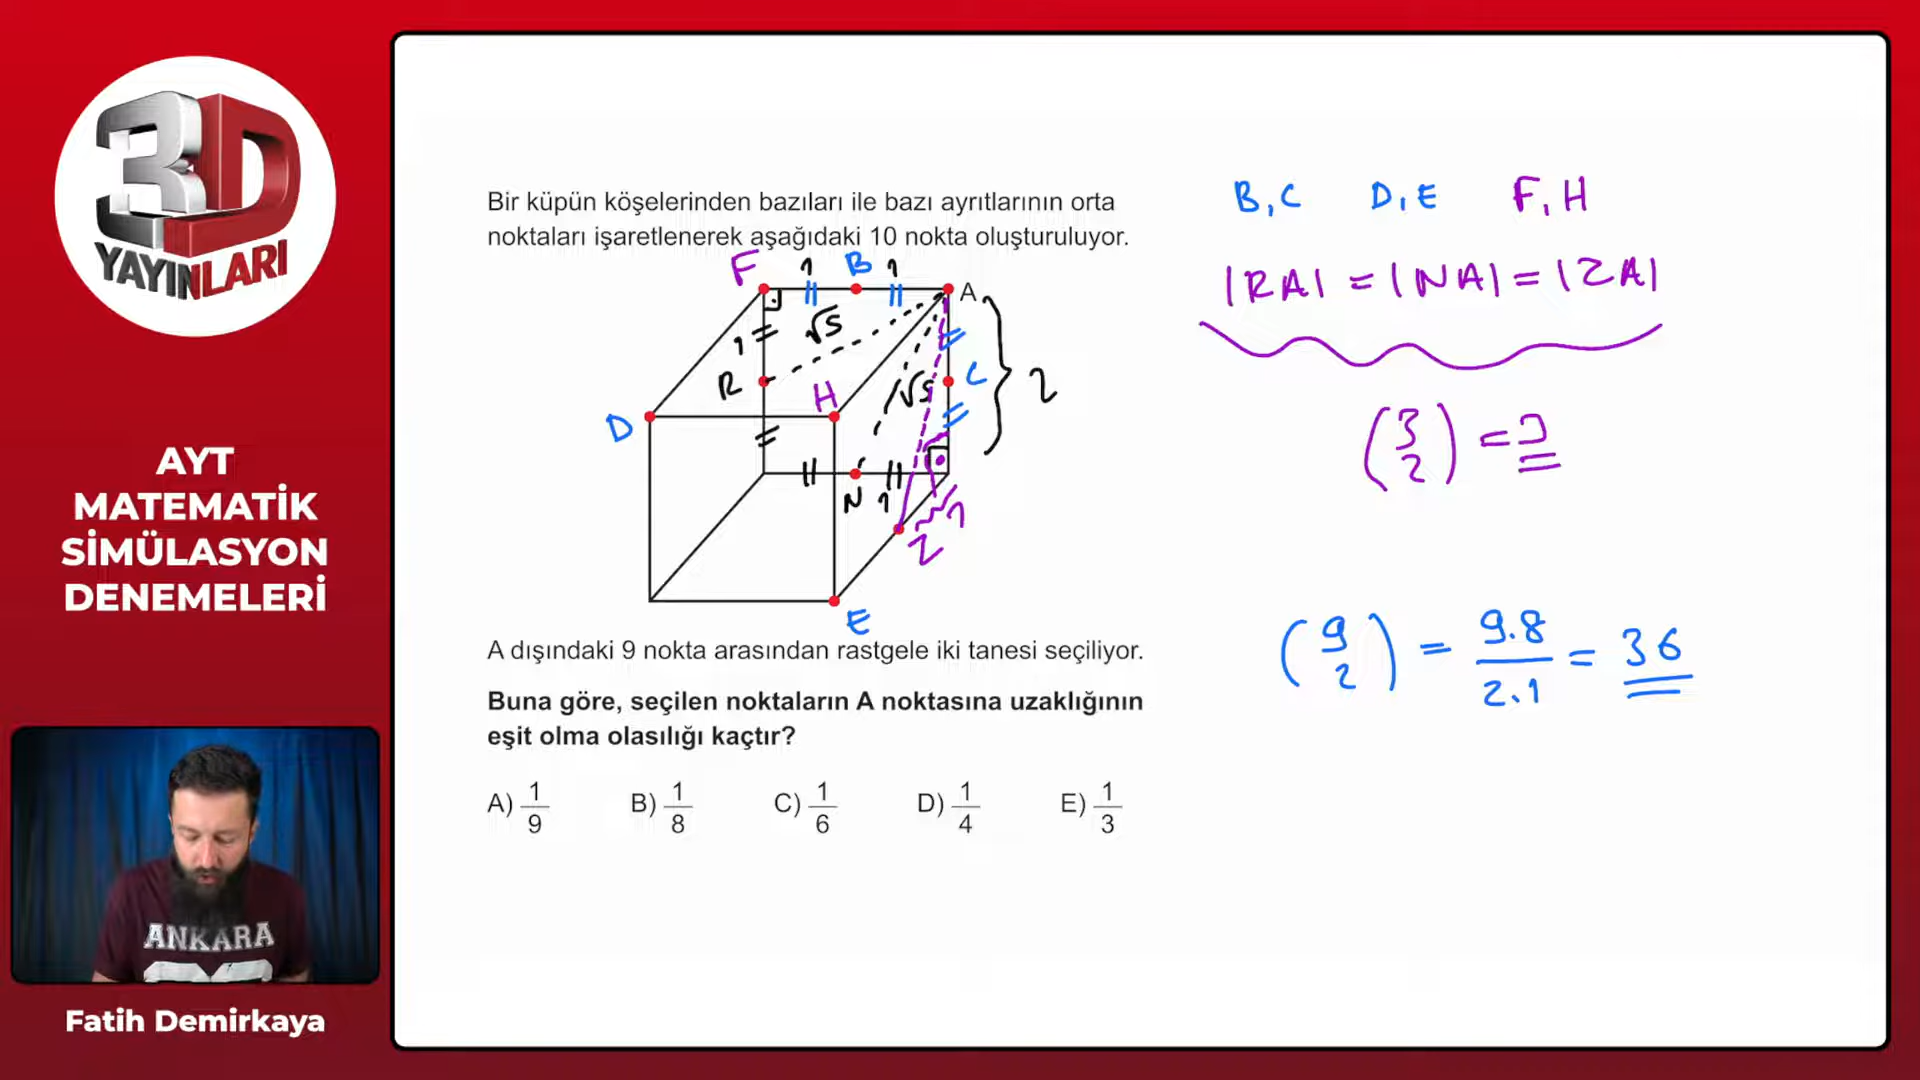 3D
YAYINLARI
AYT
MATEMATİK
SİMÜLASYON
DENEMELERİ
ANKARA
Fatih Demirkaya
Bir küpün köşelerinden bazıları ile bazı ayrıtlarının orta
noktaları işaretlenerek aşağıdaki 10 nokta oluşturuluyor.
F 1 B 1 A
1 √5
R H √5 C 2
D
N 1 1
Z
E
A dışındaki 9 nokta arasından rastgele iki tanesi seçiliyor.
Buna göre, seçilen noktaların A noktasına uzaklığının
eşit olma olasılığı kaçtır?
A) 1/9 B) 1/8 C) 1/6 D) 1/4 E) 1/3
B, C D, E F, H
|RA| = |NA| = |ZA|
(3 2) = 3
(9 2) = 9.8/2.1 = 36